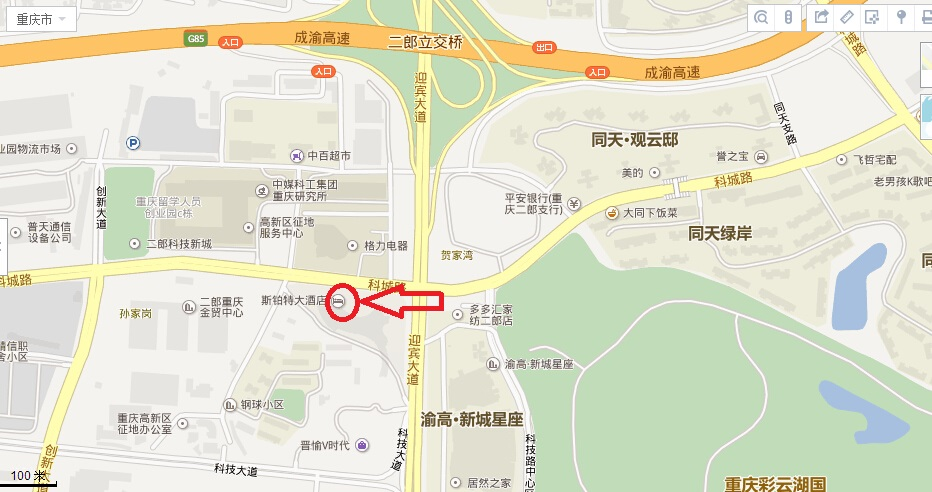 重庆市
G85
入口
成渝高速
二郎立交桥
出口
入口
入口
成渝高速
迎宾大道
同天支路
同天·观云邸
誉之宝
飞哲宅配
美的
科城路
老男孩K歌吧
业园物流市场
P
中百超市
创新大道
中煤科工集团
重庆研究所
重庆留学人员
创业园c栋
平安银行(重
庆二郎支行)
¥
大同下饭菜
同天绿岸
普天通信
设备公司
二郎科技新城
高新区征地
服务中心
格力电器
贺家湾
科城路
科城路
斯铂特大酒店
二郎重庆
金贸中心
孙家岗
多多汇家
纺二郎店
迎宾大道
精信职
舍小区
渝高·新城星座
钢球小区
重庆高新区
征地办公室
渝高·新城星座
晋愉V时代
科技大道
科技大道
科技路中心
创新大道
100 米
居然之家
重庆彩云湖国